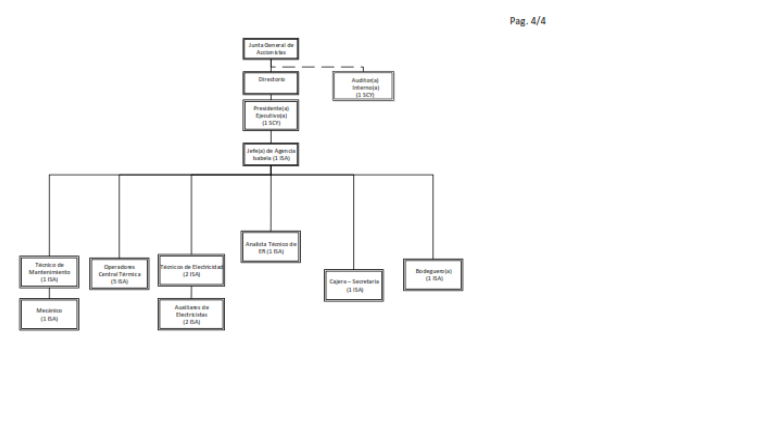 Pag. 4/4
Junta General de
Accionistas
Directorio
Auditor(a)
Interno(a)
(1 SCY)
Presidente(a)
Ejecutivo(a)
(1 SCY)
Jefe(a) de Agencia
Isabela (1 ISA)
Analista Técnico de
ER (1 ISA)
Técnico de
Mantenimiento
(1 ISA)
Operadores
Central Térmica
(5 ISA)
Técnicos de Electricidad
(2 ISA)
Cajera – Secretaria
(1 ISA)
Bodeguero(a)
(1 ISA)
Mecánico
(1 ISA)
Auxiliares de
Electricistas
(2 ISA)